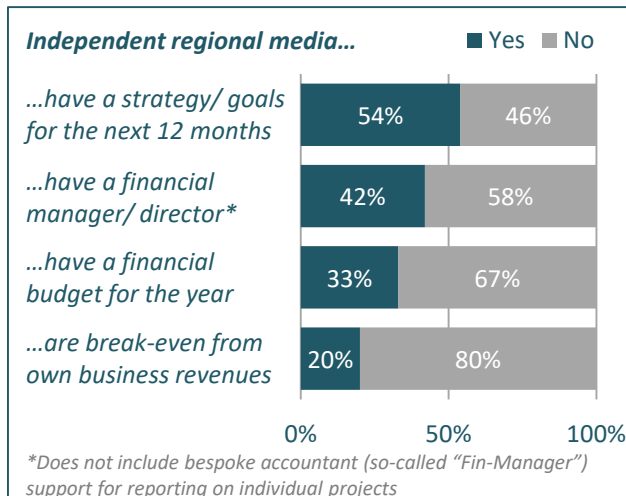 Independent regional media… Yes No
…have a strategy/ goals
for the next 12 months
54% 46%
…have a financial
manager/ director*
42% 58%
…have a financial
budget for the year
33% 67%
…are break-even from
own business revenues
20% 80%
0% 50% 100%
*Does not include bespoke accountant (so-called “Fin-Manager”)
support for reporting on individual projects